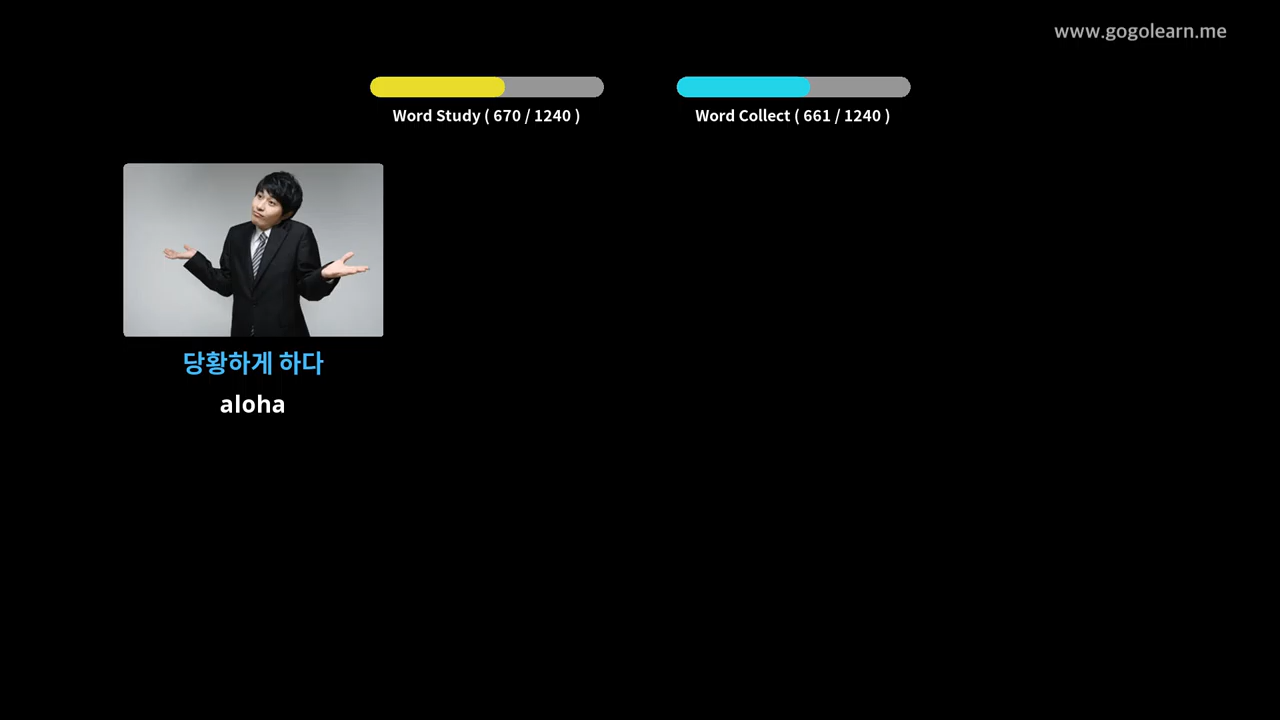 www.gogolearn.me
Word Study ( 670 / 1240 )
Word Collect ( 661 / 1240 )
당황하게 하다
aloha